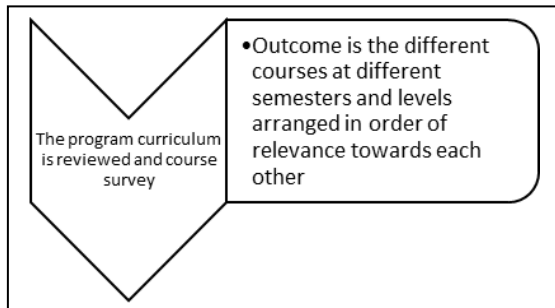 The program curriculum
is reviewed and course
survey
•Outcome is the different
courses at different
semesters and levels
arranged in order of
relevance towards each
other